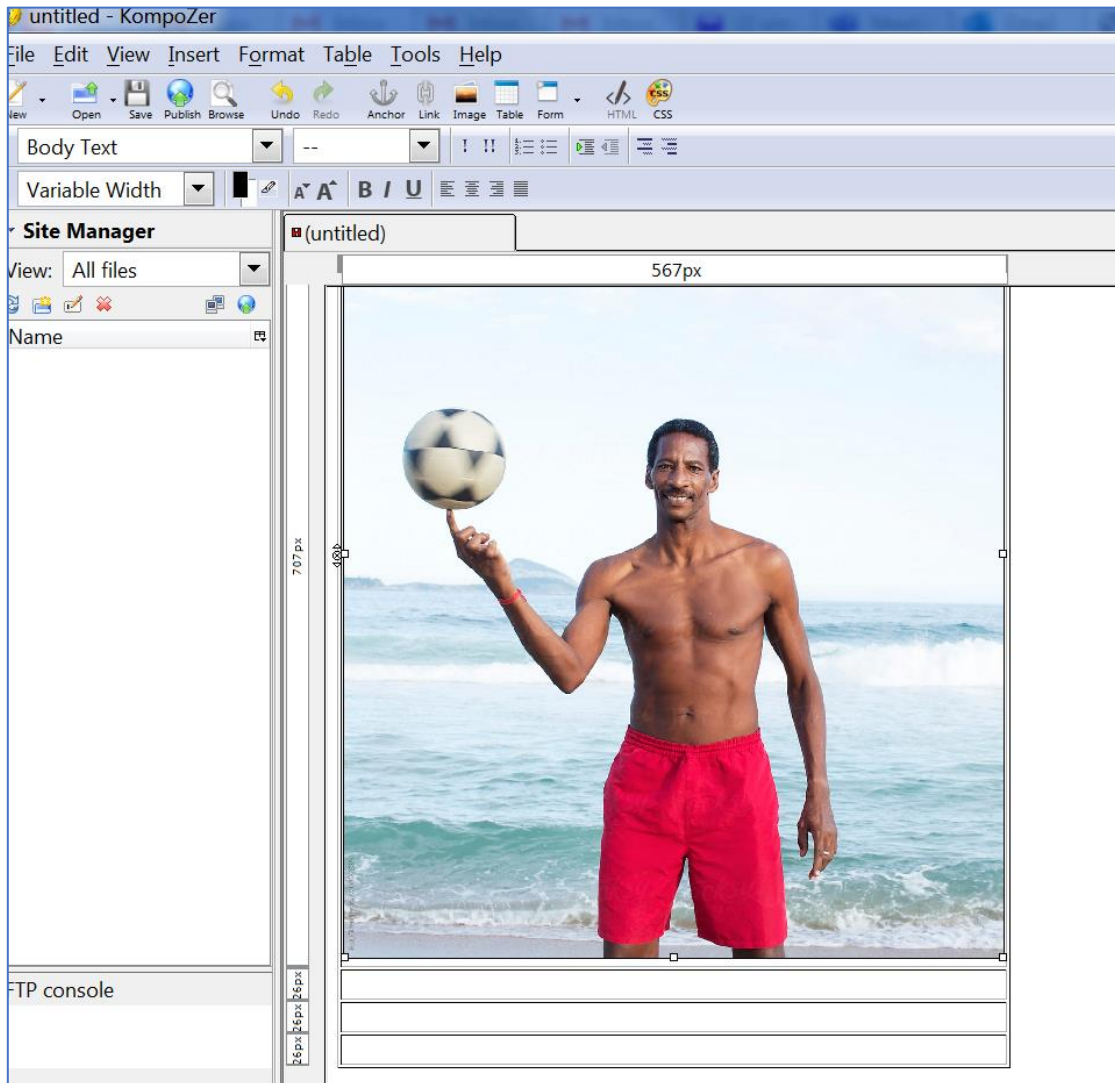 untitled - KompoZer
File Edit View Insert Format Table Tools Help
New Open Save Publish Browse Undo Redo Anchor Link Image Table Form HTML CSS
Body Text --
Variable Width A A B I U
Site Manager (untitled)
View: All files
567px
Name
707px
FTP console
26px
26px
26px